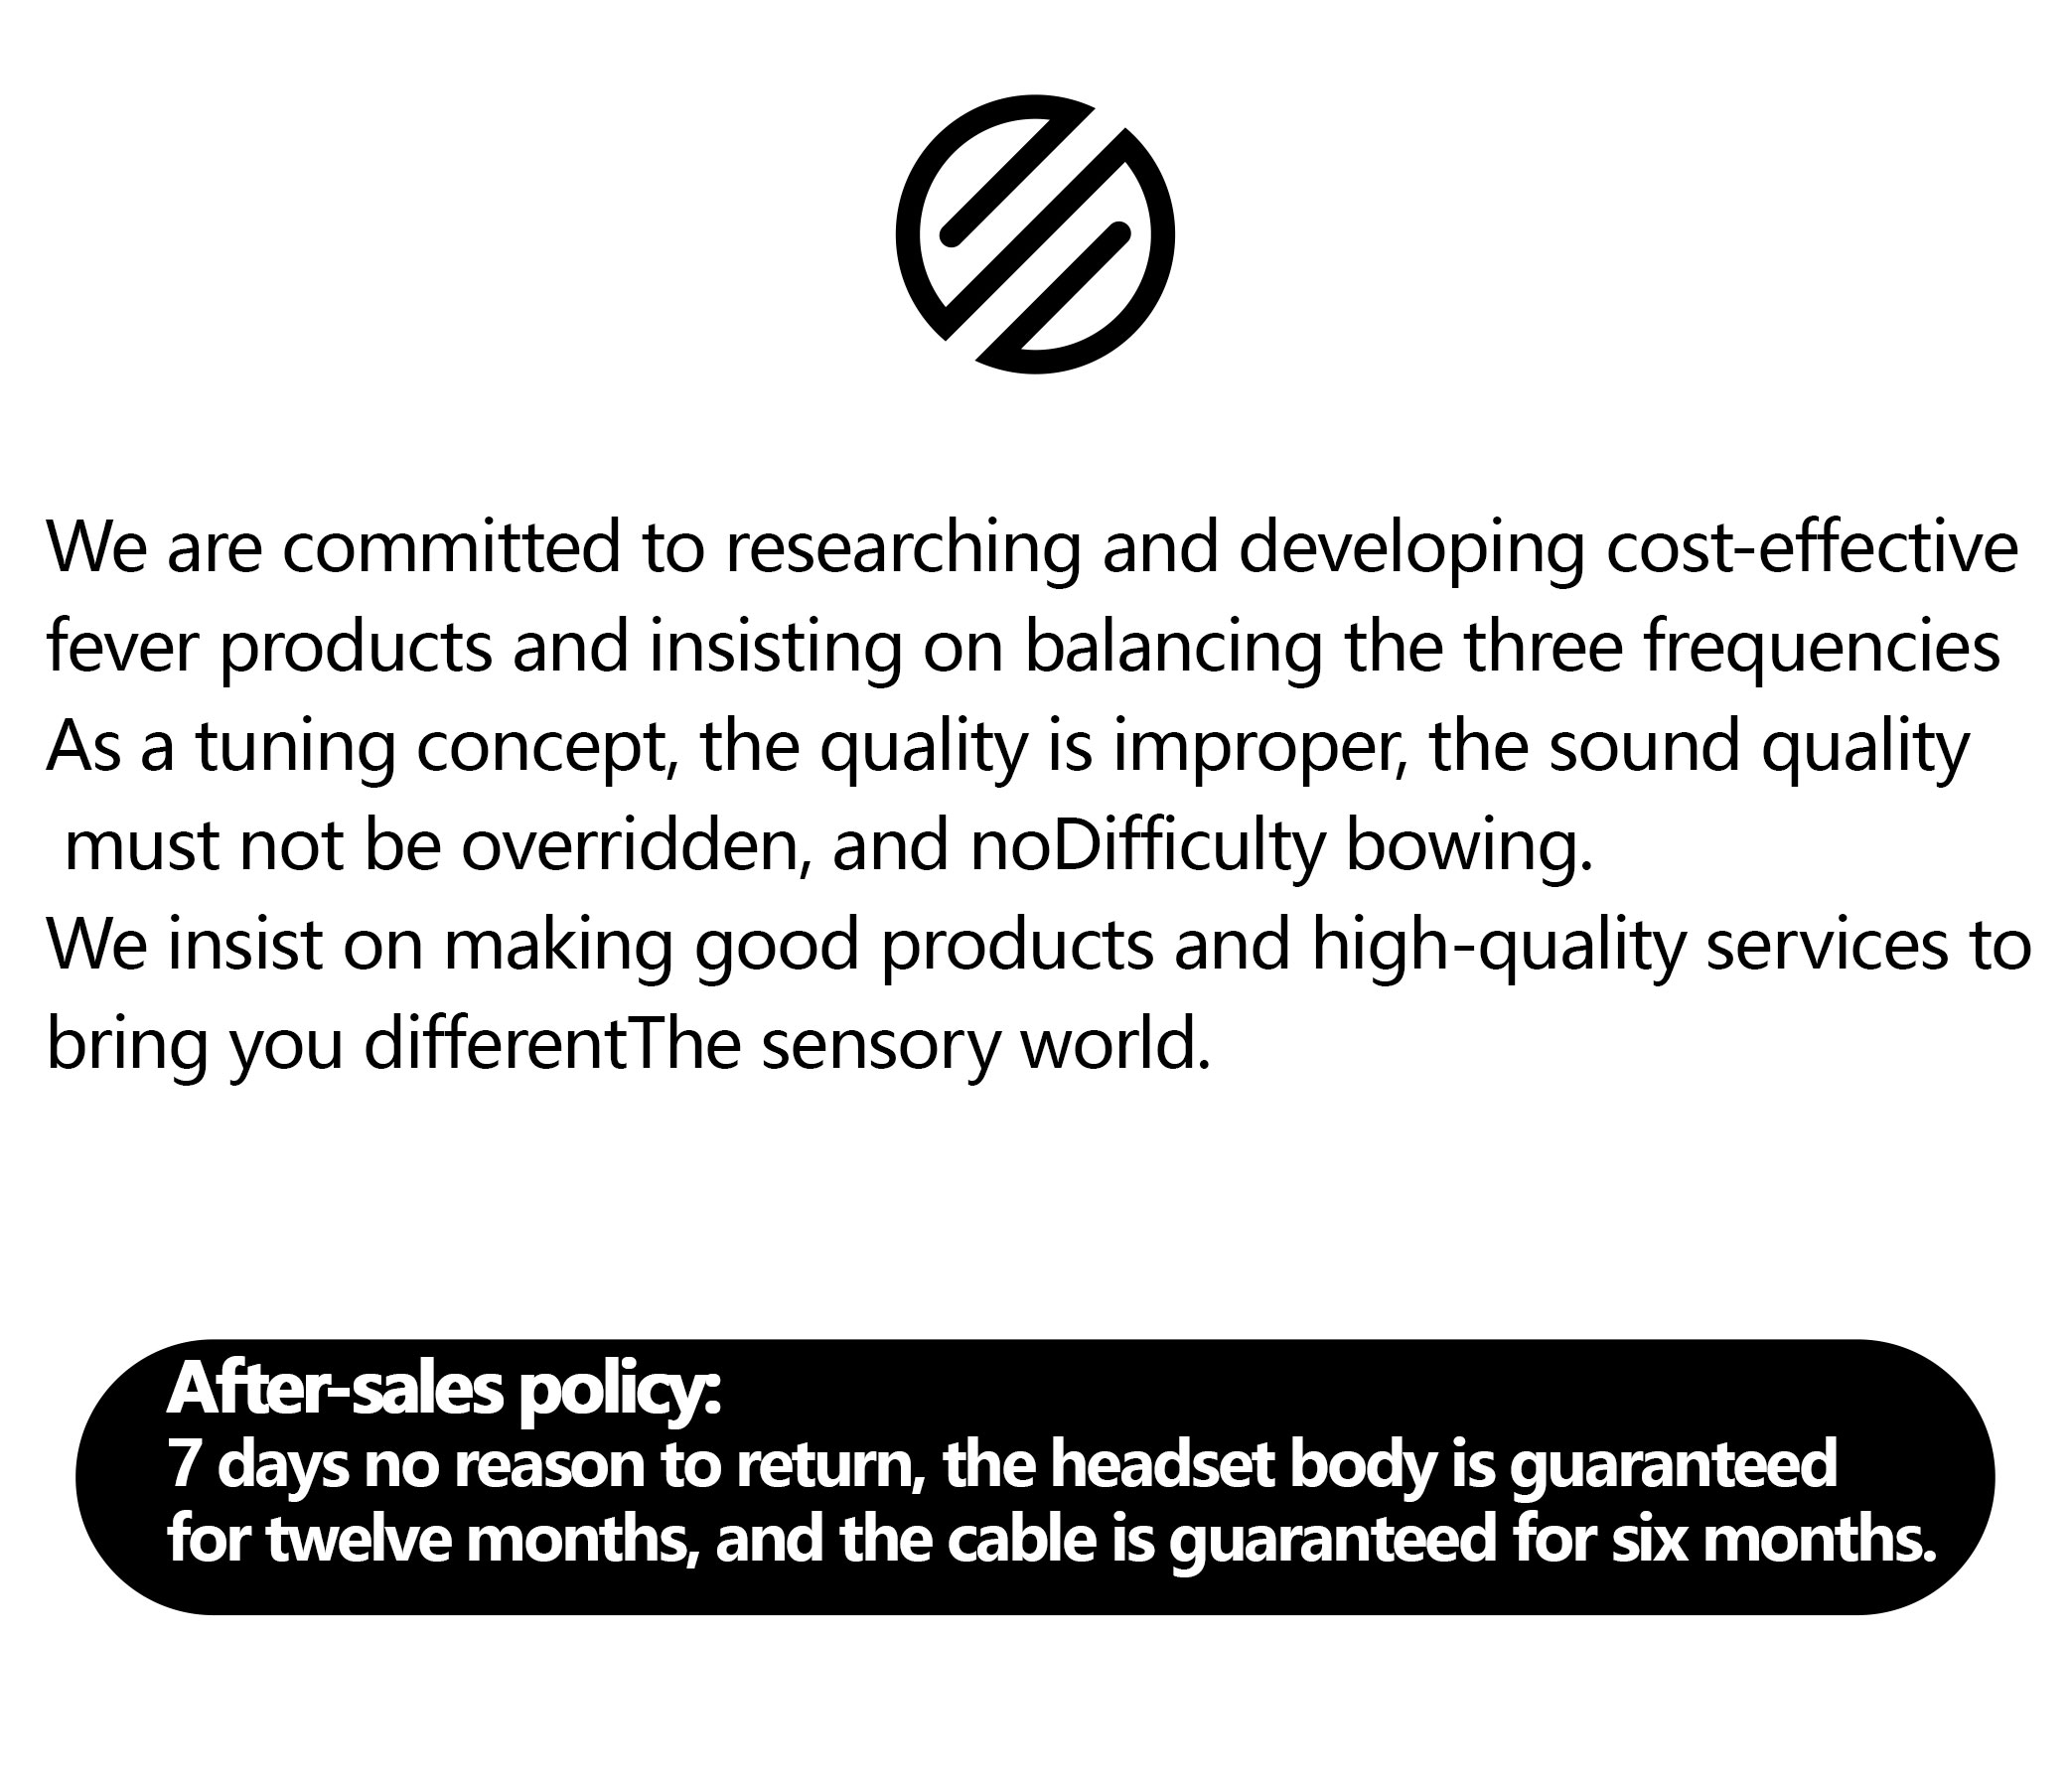 We are committed to researching and developing cost-effective
fever products and insisting on balancing the three frequencies
As a tuning concept, the quality is improper, the sound quality
must not be overridden, and noDifficulty bowing.
We insist on making good products and high-quality services to
bring you differentThe sensory world.
After-sales policy:
7 days no reason to return, the headset body is guaranteed
for twelve months, and the cable is guaranteed for six months.